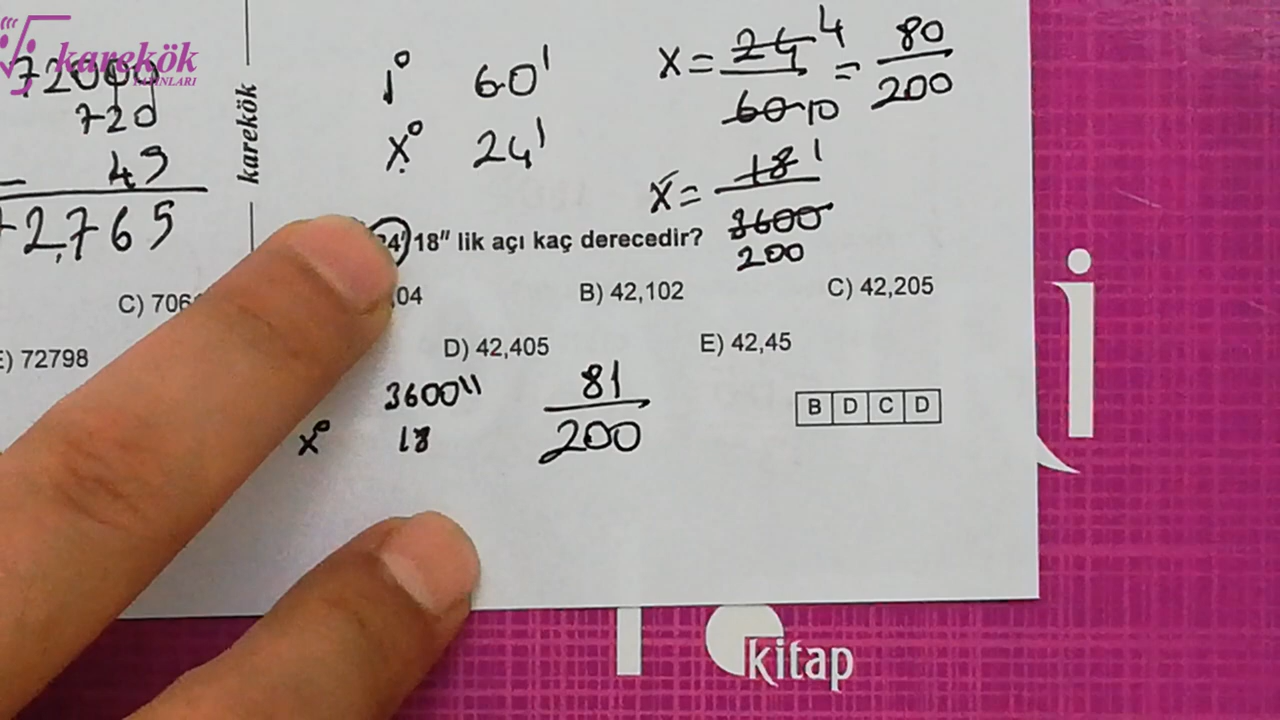 karekök
YAYINLARI
72000
720
49
72,765
C) 706
E) 72798
karekök
1° 60'
x° 24'
x = 24 4 / 60 10 = 80 / 200
x = 18 1 / 3600 200
24' 18" lik açı kaç derecedir?
,04 B) 42,102 C) 42,205
D) 42,405 E) 42,45
3600"
x° 18
81 / 200
B D C D
kitap